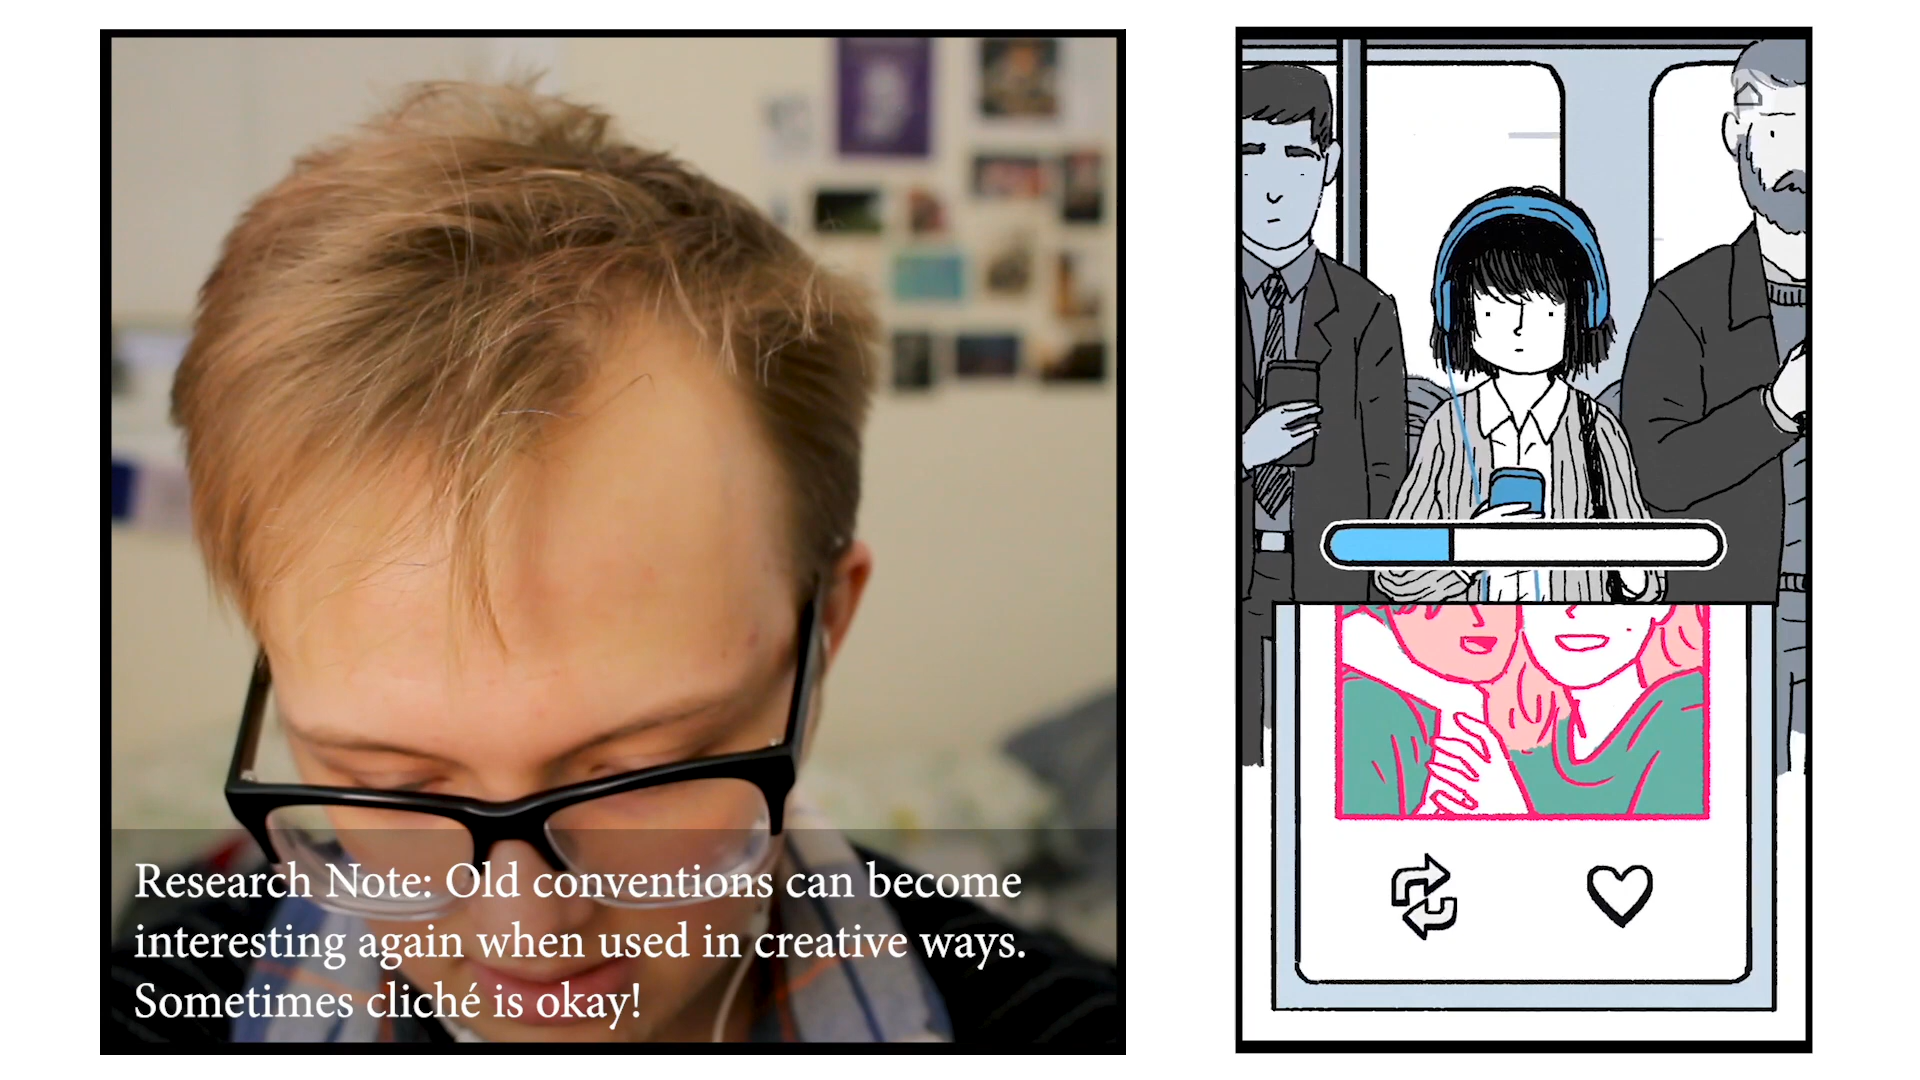 Research Note: Old conventions can become
interesting again when used in creative ways.
Sometimes cliché is okay!